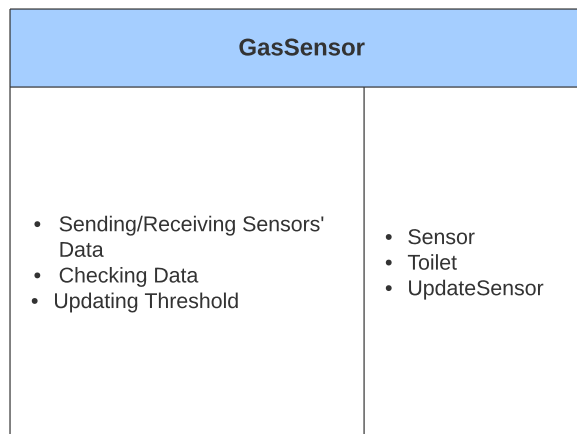 GasSensor
• Sending/Receiving Sensors'
Data
• Checking Data
• Updating Threshold
• Sensor
• Toilet
• UpdateSensor